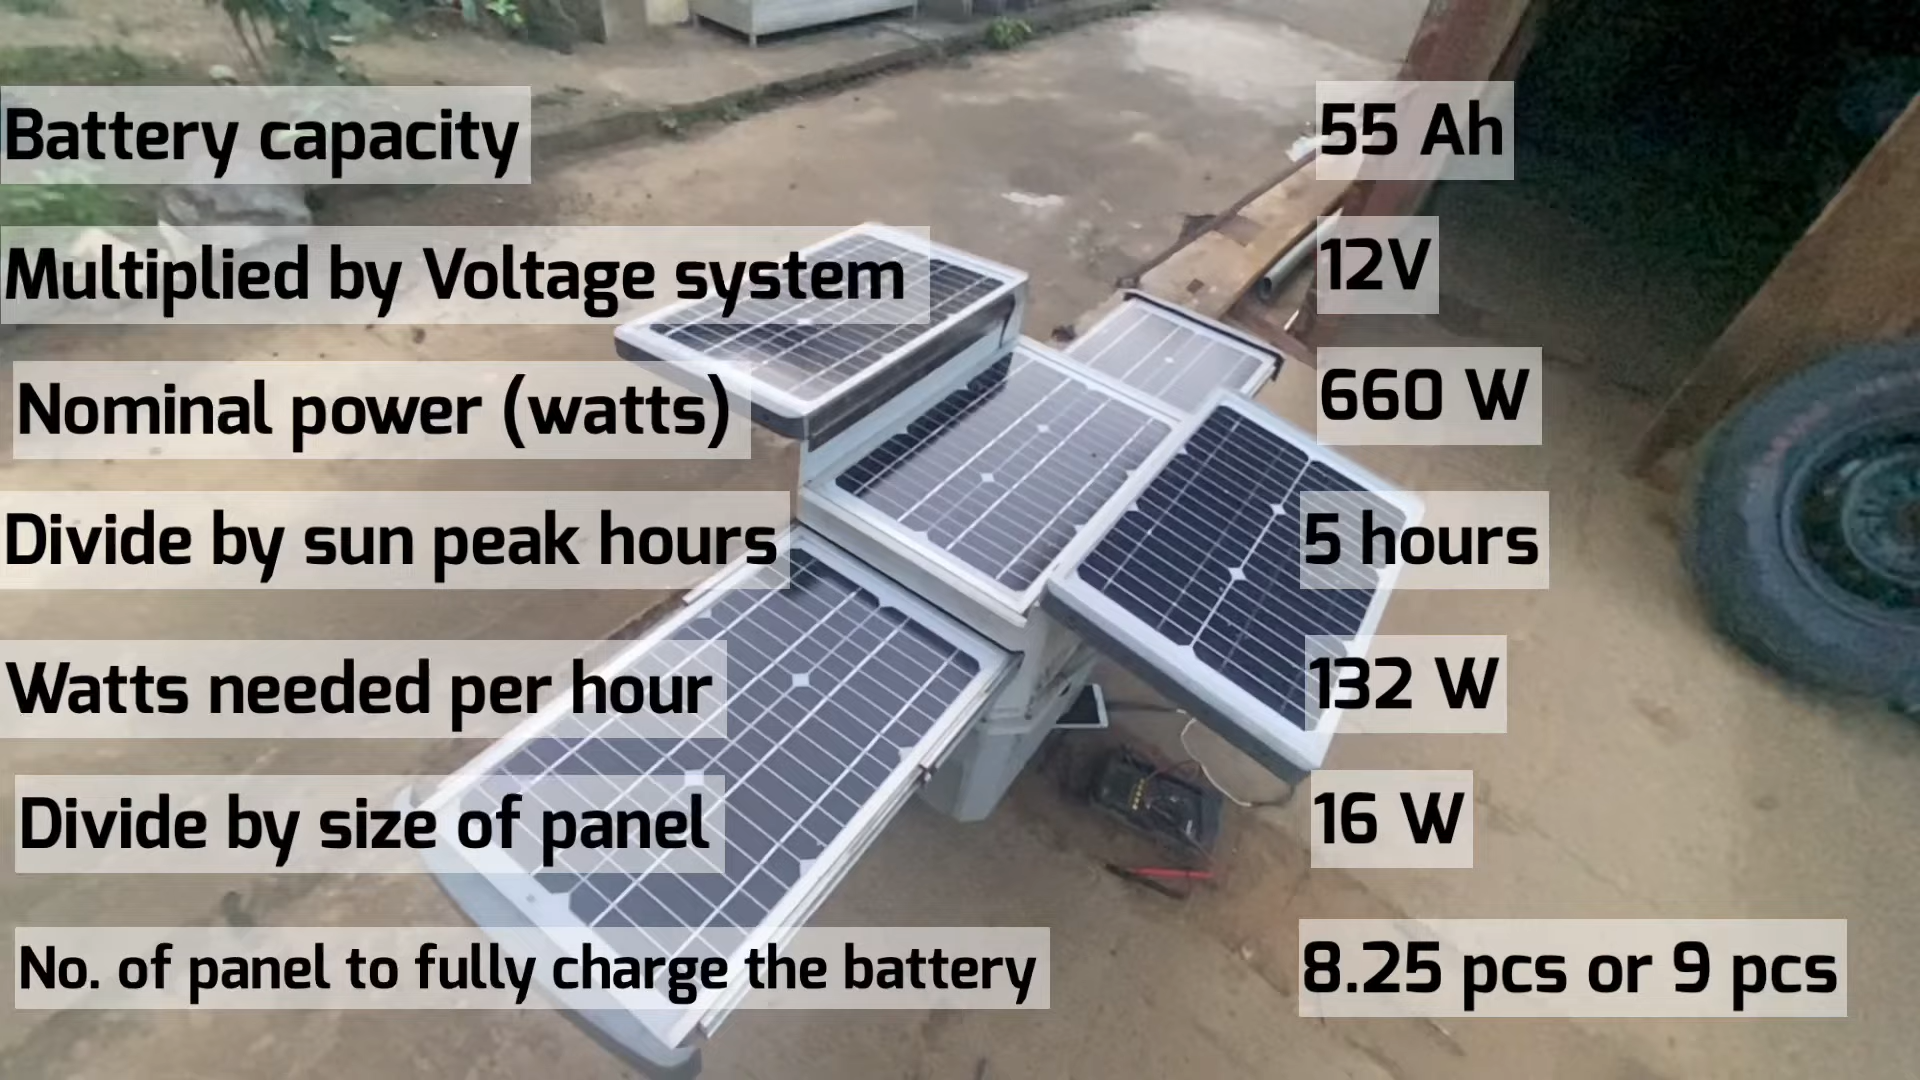 Battery capacity 55 Ah
Multiplied by Voltage system 12V
Nominal power (watts) 660 W
Divide by sun peak hours 5 hours
Watts needed per hour 132 W
Divide by size of panel 16 W
No. of panel to fully charge the battery 8.25 pcs or 9 pcs